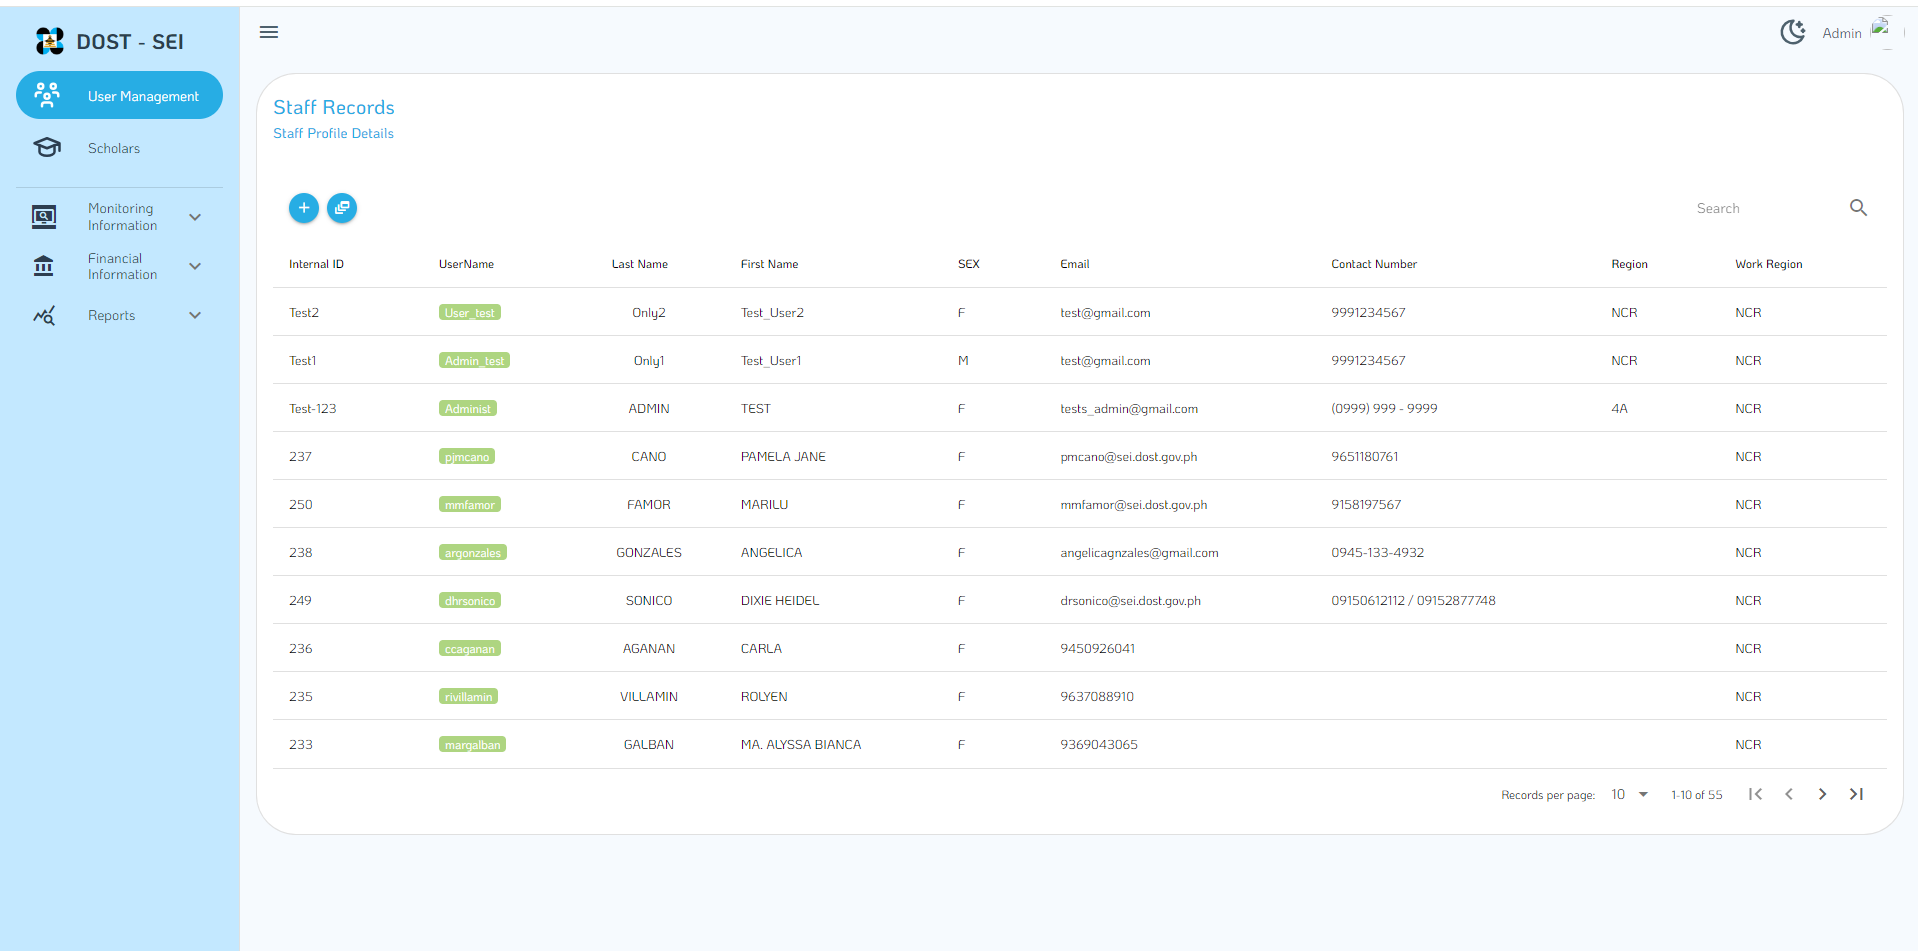 DOST - SEI
Admin
User Management
Scholars
Monitoring
Information
Financial
Information
Reports
Staff Records
Staff Profile Details
Search
Internal ID UserName Last Name First Name SEX Email Contact Number Region Work Region
Test2 User_test Only2 Test_User2 F test@gmail.com 9991234567 NCR NCR
Test1 Admin_test Only1 Test_User1 M test@gmail.com 9991234567 NCR NCR
Test-123 Administ ADMIN TEST F tests_admin@gmail.com (0999) 999 - 9999 4A NCR
237 pjmcano CANO PAMELA JANE F pmcano@sei.dost.gov.ph 9651180761 NCR
250 mmfamor FAMOR MARILU F mmfamor@sei.dost.gov.ph 9158197567 NCR
238 argonzales GONZALES ANGELICA F angelicagnzales@gmail.com 0945-133-4932 NCR
249 dhrsonico SONICO DIXIE HEIDEL F drsonico@sei.dost.gov.ph 09150612112 / 09152877748 NCR
236 ccaganan AGANAN CARLA F 9450926041 NCR
235 rivillamin VILLAMIN ROLYEN F 9637088910 NCR
233 margalban GALBAN MA. ALYSSA BIANCA F 9369043065 NCR
Records per page: 10 1-10 of 55